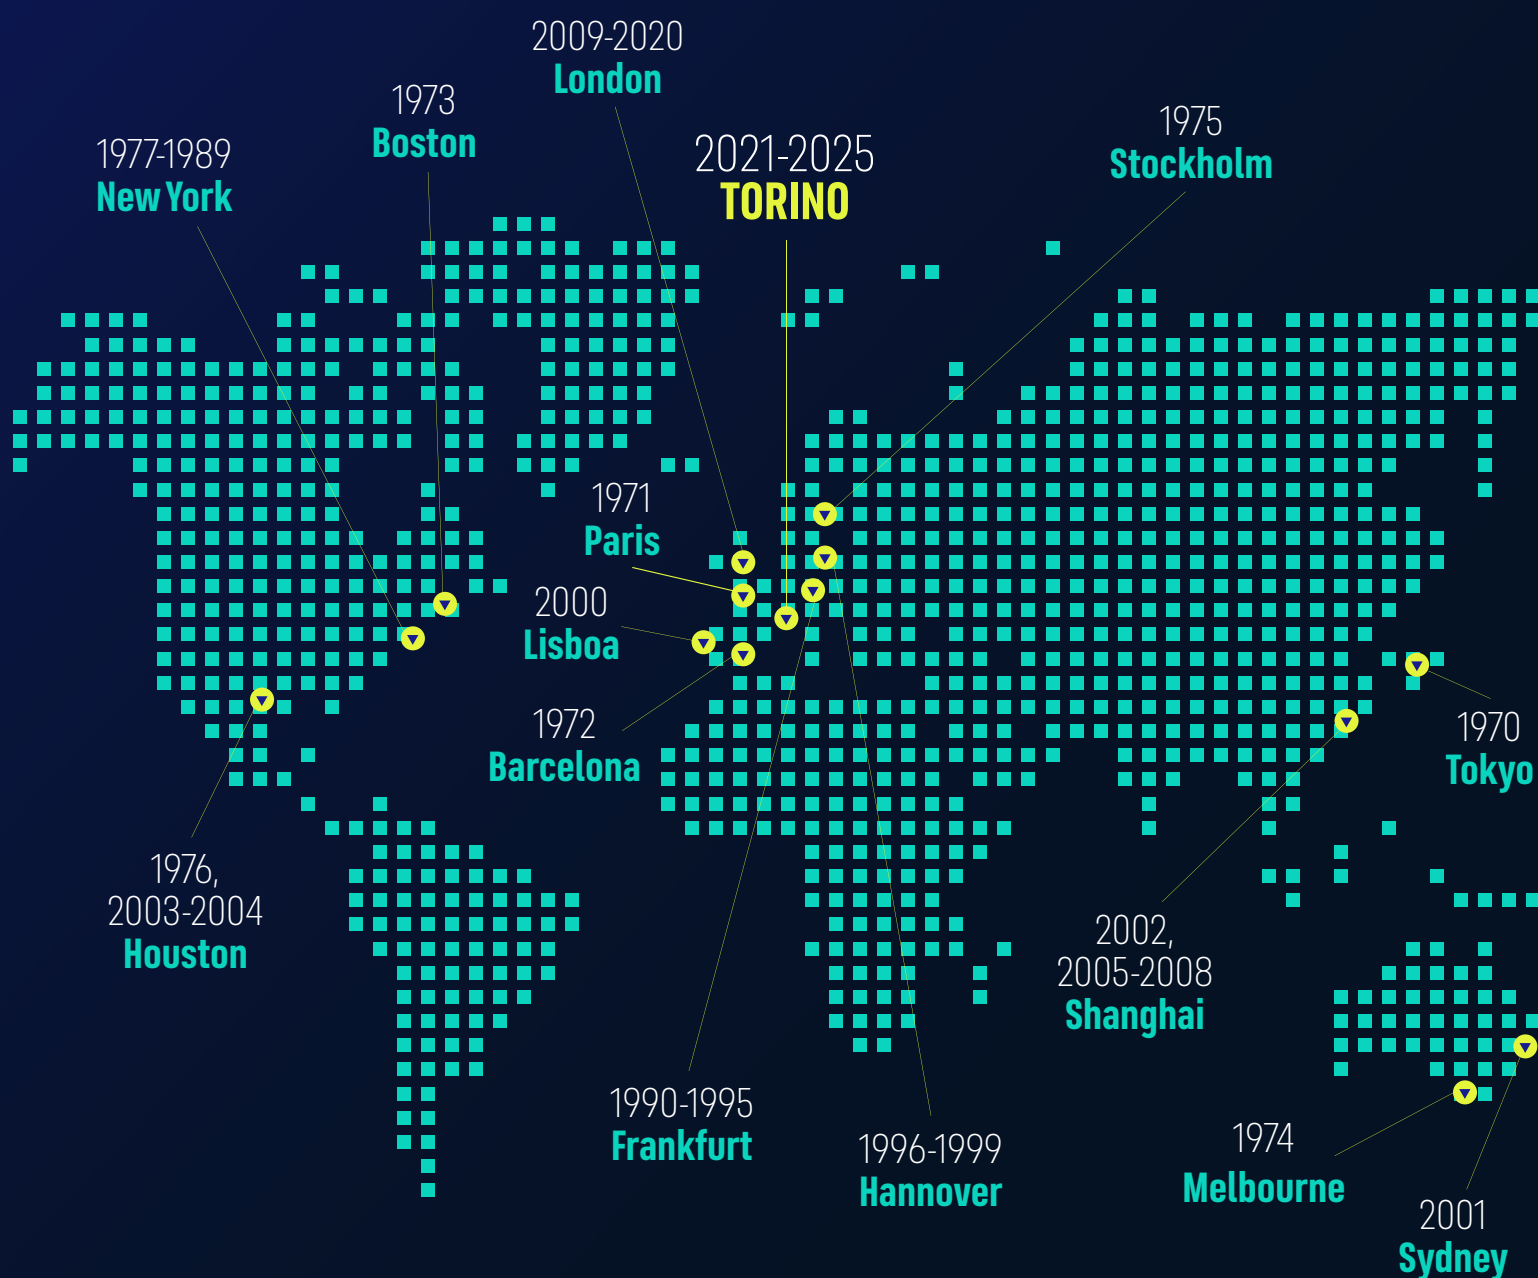 2009-2020
London
1973
Boston
1977-1989
New York
2021-2025
TORINO
1975
Stockholm
1971
Paris
2000
Lisboa
1972
Barcelona
1970
Tokyo
1976,
2003-2004
Houston
2002,
2005-2008
Shanghai
1990-1995
Frankfurt
1996-1999
Hannover
1974
Melbourne
2001
Sydney